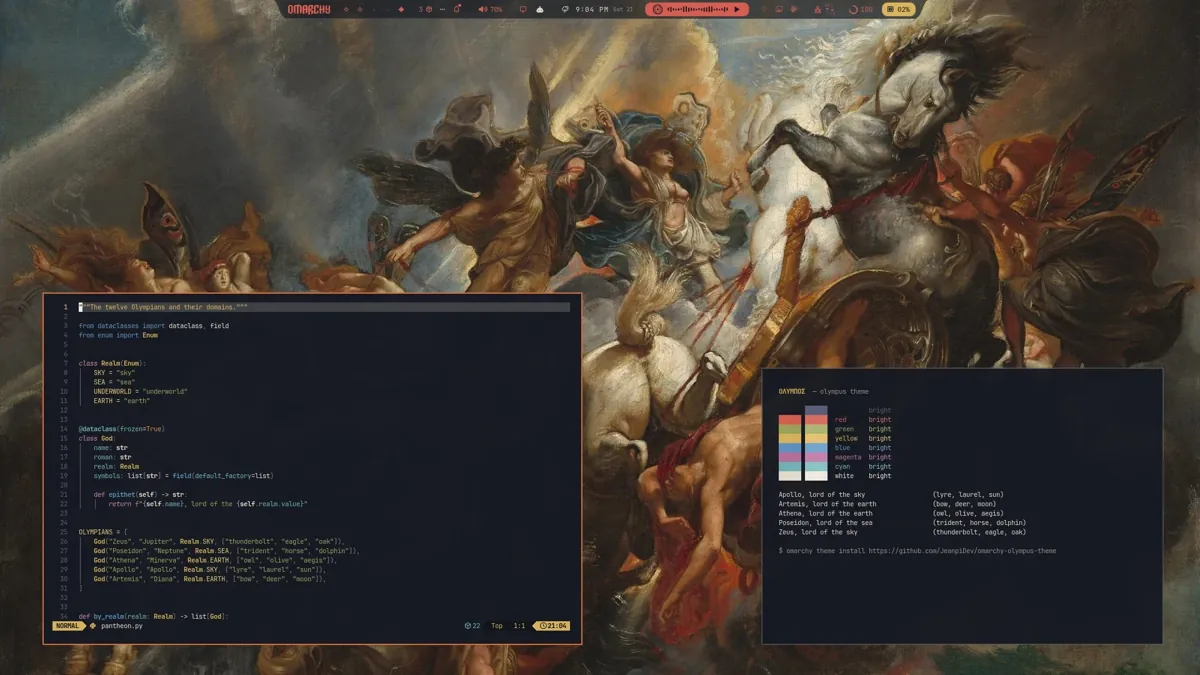 OMARCHY
3
70%
9:04 PM Sat 21
100
02%
1 """The twelve Olympians and their domains."""
2
3 from dataclasses import dataclass, field
4 from enum import Enum
5
6
7 class Realm(Enum):
8 SKY = "sky"
9 SEA = "sea"
10 UNDERWORLD = "underworld"
11 EARTH = "earth"
12
13
14 @dataclass(frozen=True)
15 class God:
16 name: str
17 roman: str
18 realm: Realm
19 symbols: list[str] = field(default_factory=list)
20
21 def epithet(self) -> str:
22 return f"{self.name}, lord of the {self.realm.value}"
23
24
25 OLYMPIANS = [
26 God("Zeus", "Jupiter", Realm.SKY, ["thunderbolt", "eagle", "oak"]),
27 God("Poseidon", "Neptune", Realm.SEA, ["trident", "horse", "dolphin"]),
28 God("Athena", "Minerva", Realm.EARTH, ["owl", "olive", "aegis"]),
29 God("Apollo", "Apollo", Realm.SKY, ["lyre", "laurel", "sun"]),
30 God("Artemis", "Diana", Realm.EARTH, ["bow", "deer", "moon"]),
31 ]
32
33
34 def by_realm(realm: Realm) -> list[God]:
NORMAL pantheon.py 22 Top 1:1 21:04
ΟΛΥΜΠΟΣ — olympus theme
bright
red bright
green bright
yellow bright
blue bright
magenta bright
cyan bright
white bright
Apollo, lord of the sky (lyre, laurel, sun)
Artemis, lord of the earth (bow, deer, moon)
Athena, lord of the earth (owl, olive, aegis)
Poseidon, lord of the sea (trident, horse, dolphin)
Zeus, lord of the sky (thunderbolt, eagle, oak)
$ omarchy theme install https://github.com/JeanpiDev/omarchy-olympus-theme